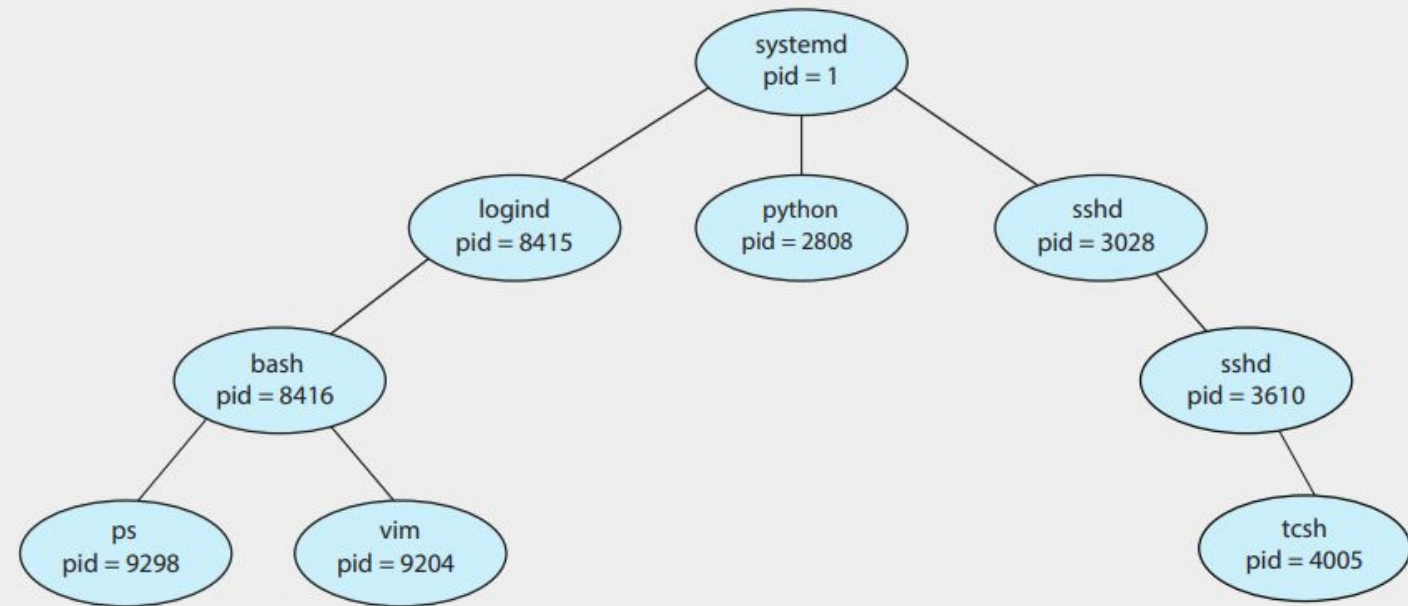 systemd
pid = 1
logind
pid = 8415
python
pid = 2808
sshd
pid = 3028
bash
pid = 8416
sshd
pid = 3610
ps
pid = 9298
vim
pid = 9204
tcsh
pid = 4005